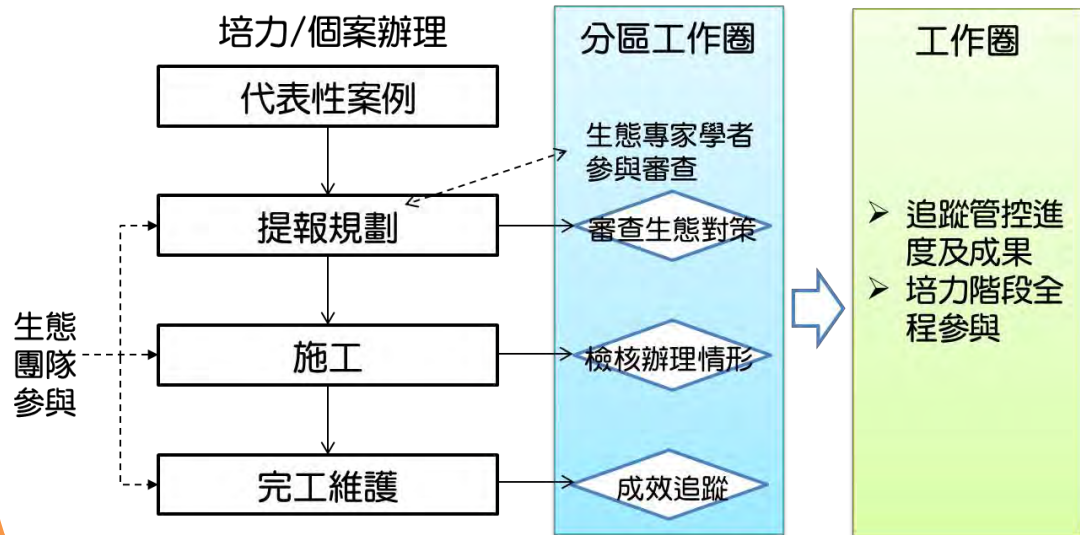 培力/個案辦理
代表性案例
提報規劃
施工
完工維護
生態
團隊
參與
分區工作圈
生態專家學者
參與審查
審查生態對策
檢核辦理情形
成效追蹤
工作圈
➢ 追蹤管控進
度及成果
➢ 培力階段全
程參與